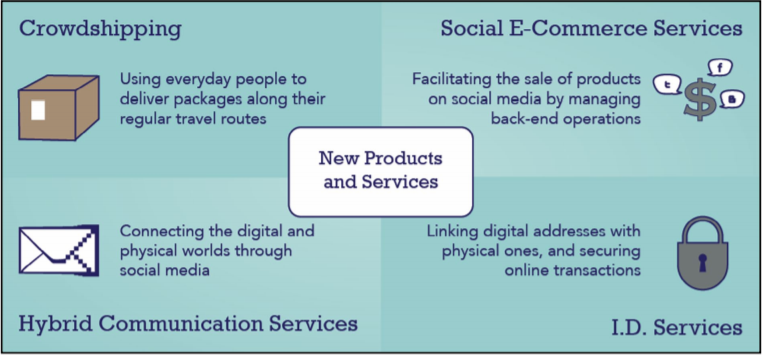 Crowdshipping
Using everyday people to
deliver packages along their
regular travel routes
Social E-Commerce Services
Facilitating the sale of products
on social media by managing
back-end operations
t
f
B
$
New Products
and Services
Connecting the digital and
physical worlds through
social media
Hybrid Communication Services
Linking digital addresses with
physical ones, and securing
online transactions
I.D. Services